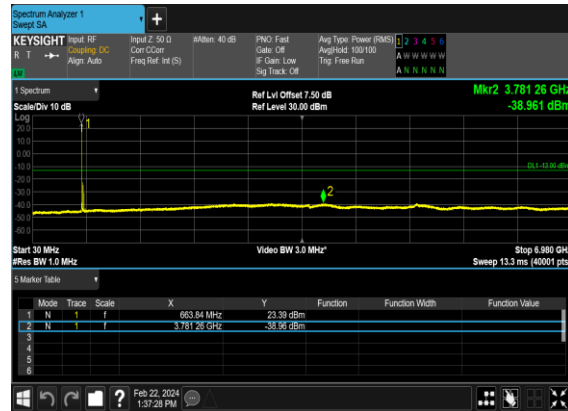 Spectrum Analyzer 1
Swept SA
+
KEYSIGHT Input: RF Input Z: 50 Ω #Atten: 40 dB PNO: Fast Avg Type: Power (RMS) 1 2 3 4 5 6
R T Coupling: DC Corr CCorr Gate: Off Avg|Hold: 100/100 A W W W W W
Align: Auto Freq Ref: Int (S) IF Gain: Low Trig: Free Run
LW Sig Track: Off A N N N N N
1 Spectrum Ref Lvl Offset 7.50 dB Mkr2 3.781 26 GHz
Scale/Div 10 dB Ref Level 30.00 dBm -38.961 dBm
Log
1
20.0
10.0
0.00
-10.0 DL1 -13.00 dBm
-20.0
-30.0
2
-40.0
-50.0
-60.0
Start 30 MHz Video BW 3.0 MHz* Stop 6.980 GHz
#Res BW 1.0 MHz Sweep 13.3 ms (40001 pts)
5 Marker Table
Mode Trace Scale X Y Function Function Width Function Value
1 N 1 f 663.84 MHz 23.39 dBm
2 N 1 f 3.781 26 GHz -38.96 dBm
3
4
5
6
? Feb 22, 2024
1:37:28 PM